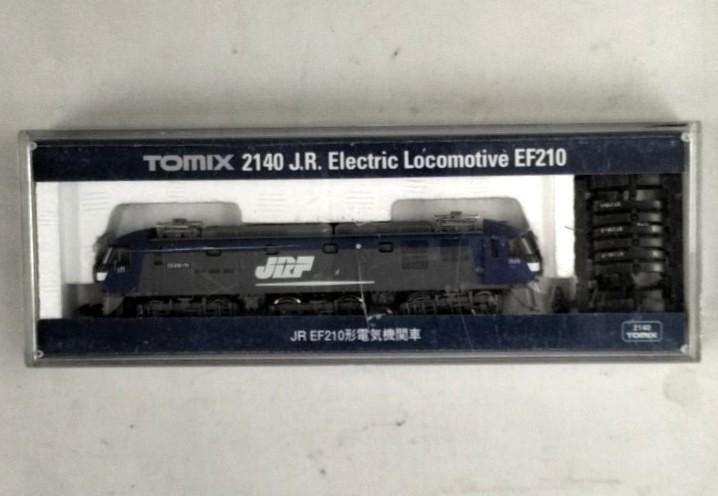 TOMIX 2140 J.R. Electric Locomotive EF210
JRF
JR EF210形電気機関車
2140
TOMIX